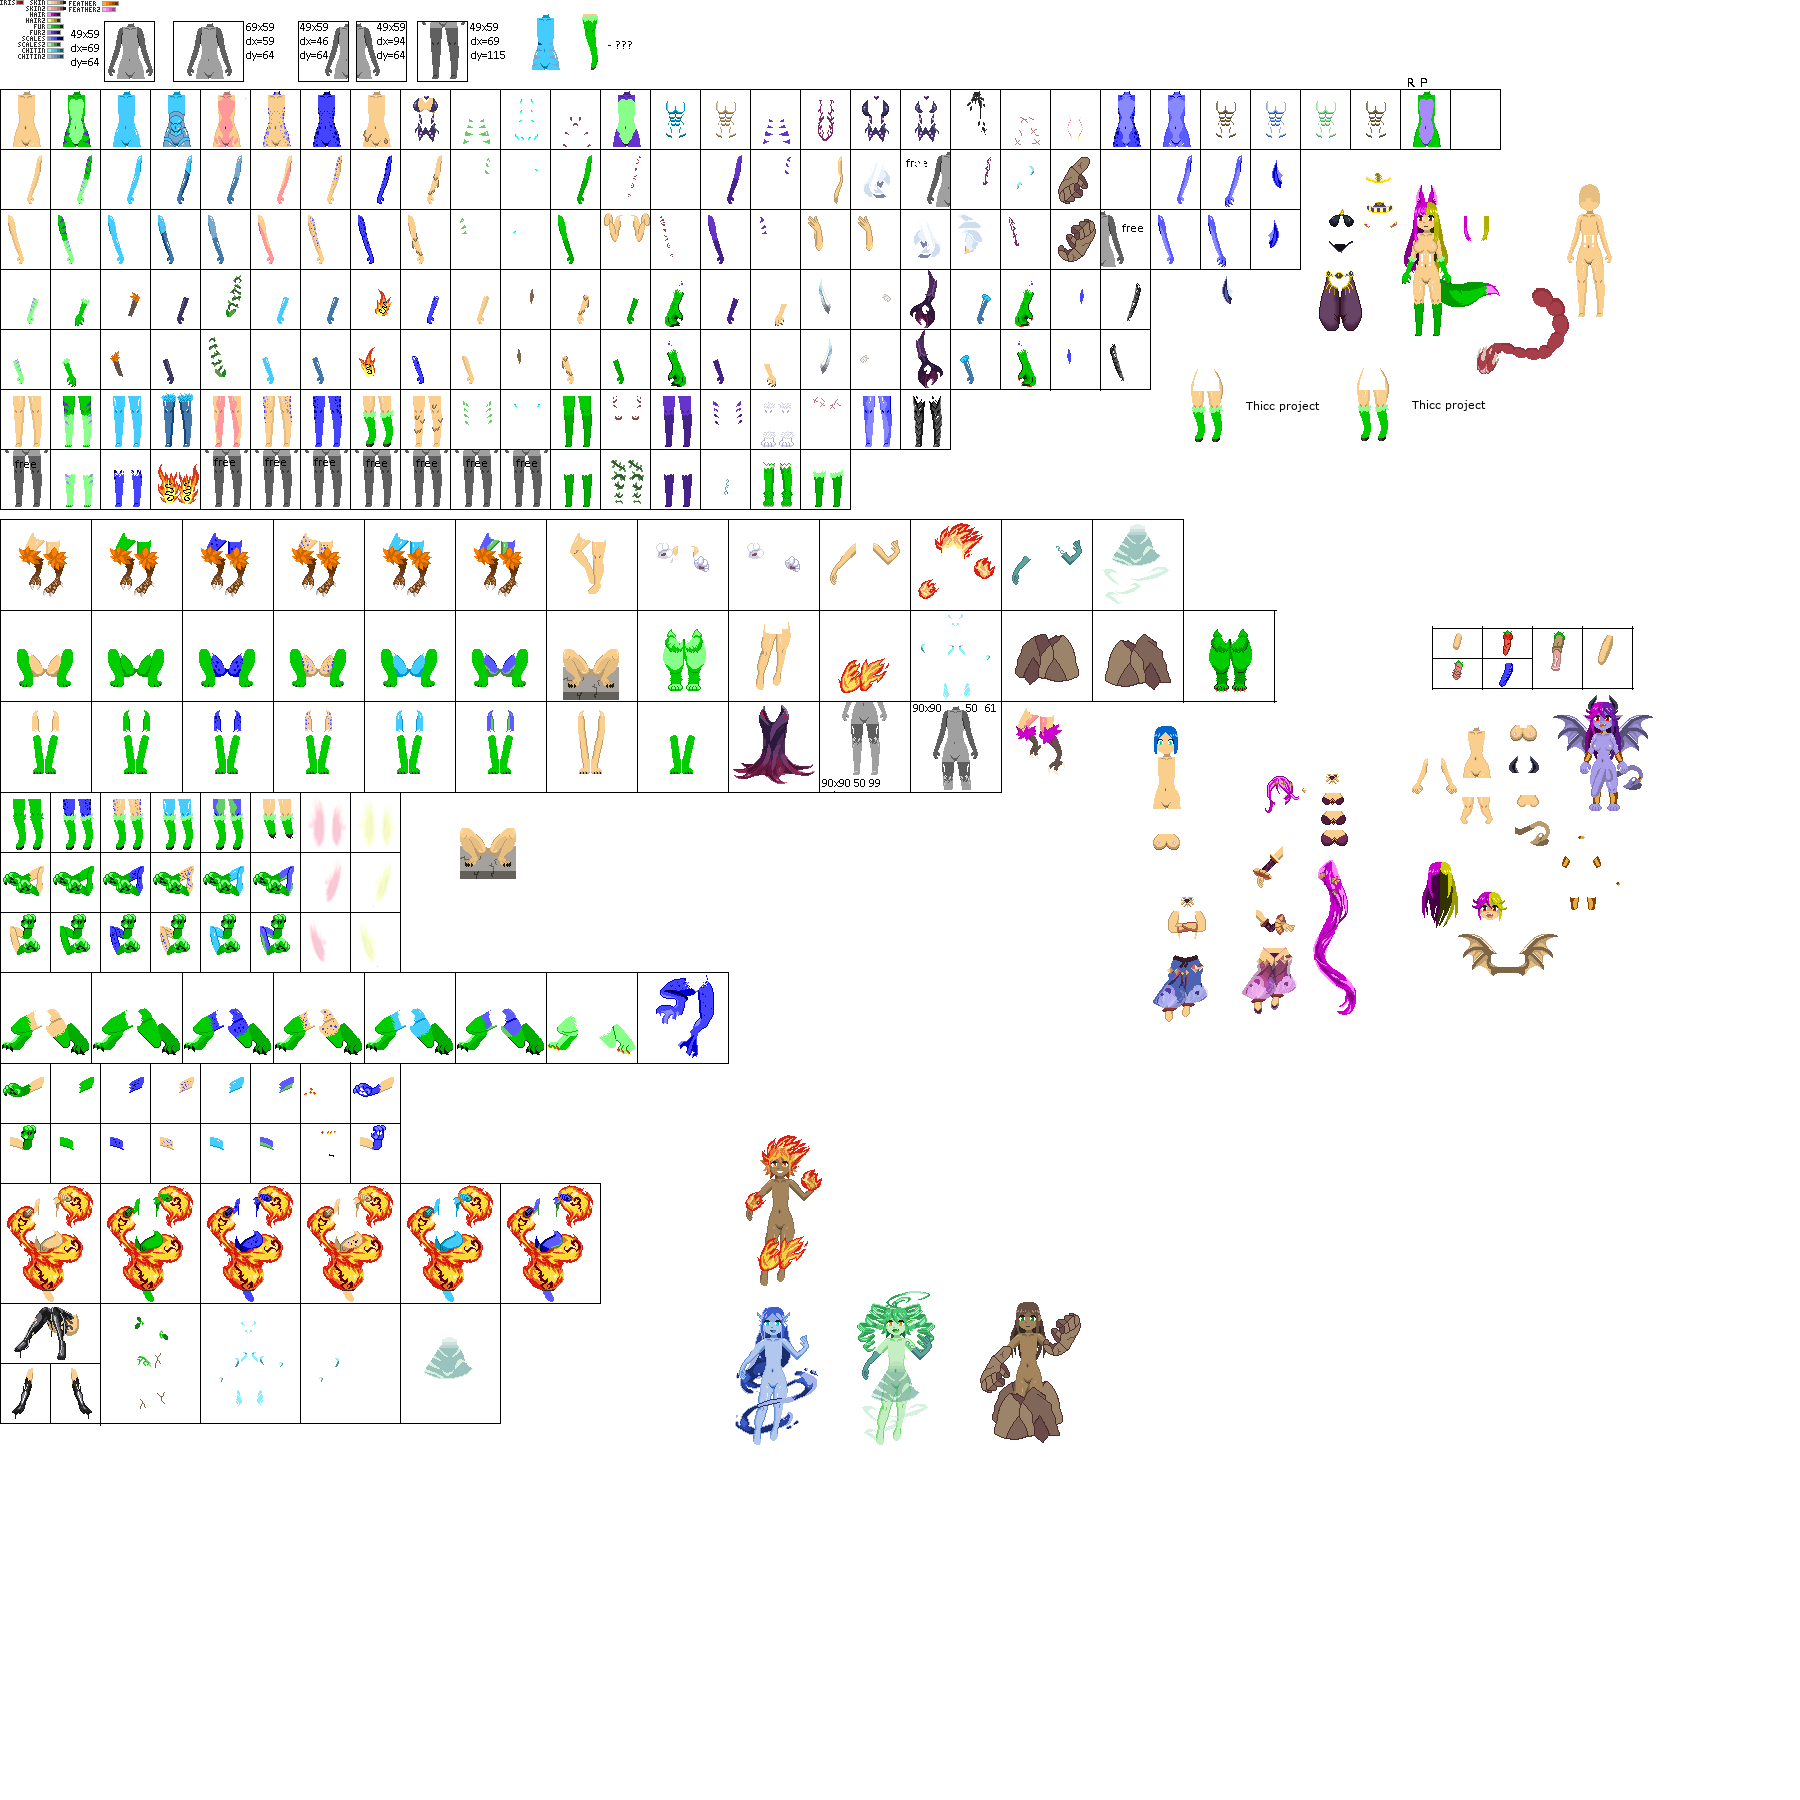 IRIS
SKIN
SKIN2
HAIR
HAIR2
FUR
FUR2
SCALES
SCALES2
CHITIN
CHITIN2
FEATHER
FEATHER2
49x59
dx=69
dy=64
69x59
dx=59
dy=64
49x59
dx=46
dy=64
49x59
dx=94
dy=64
49x59
dx=69
dy=115
- ???
R P
free
free
Thicc project
Thicc project
free
free
free
free
free
free
free
free
90x90 50 99
90x90 50 61